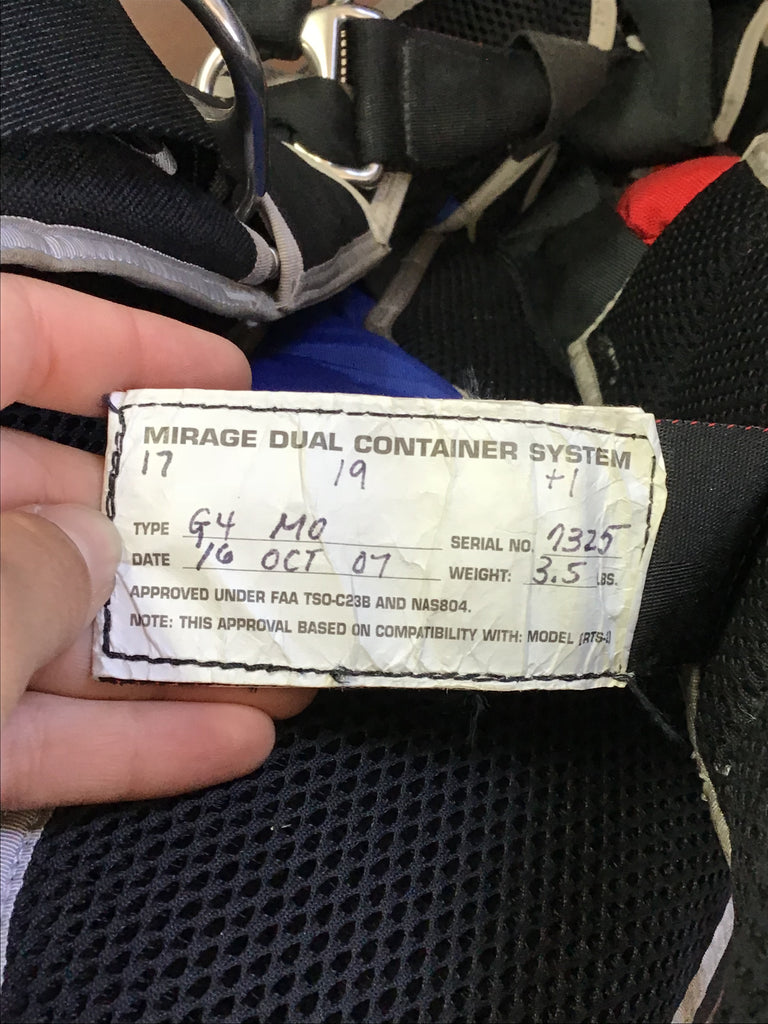 MIRAGE DUAL CONTAINER SYSTEM
17 19 +1
TYPE G4 MO
SERIAL NO. 7325
DATE 16 OCT 07
WEIGHT: 3.5 LBS.
APPROVED UNDER FAA TSO-C23B AND NAS804.
NOTE: THIS APPROVAL BASED ON COMPATIBILITY WITH: MODEL